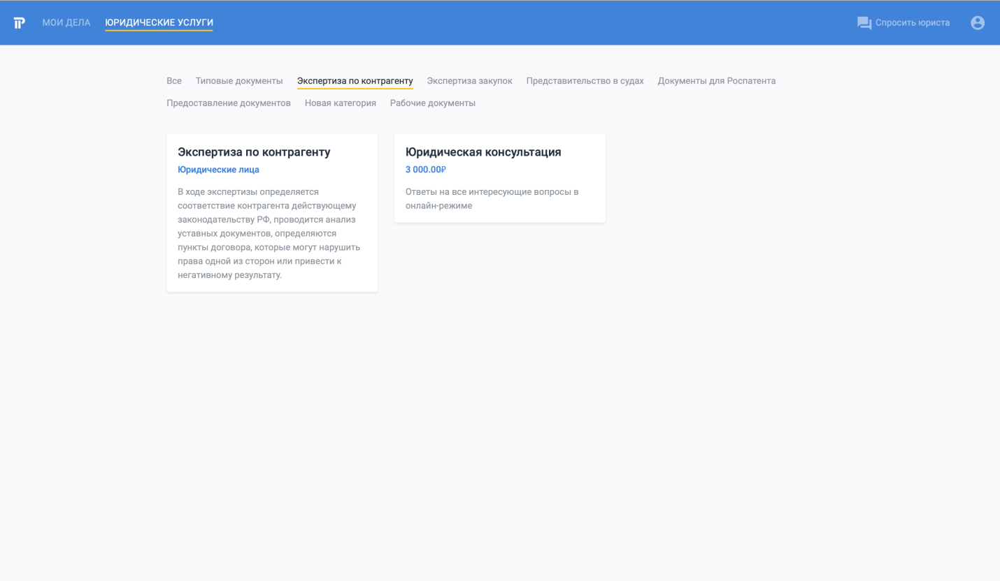 МОИ ДЕЛА ЮРИДИЧЕСКИЕ УСЛУГИ Спросить юриста
Все Типовые документы Экспертиза по контрагенту Экспертиза закупок Представительство в судах Документы для Роспатента
Предоставление документов Новая категория Рабочие документы
Экспертиза по контрагенту
Юридические лица
В ходе экспертизы определяется
соответствие контрагента действующему
законодательству РФ, проводится анализ
уставных документов, определяются
пункты договора, которые могут нарушить
права одной из сторон или привести к
негативному результату.
Юридическая консультация
3 000.00₽
Ответы на все интересующие вопросы в
онлайн-режиме